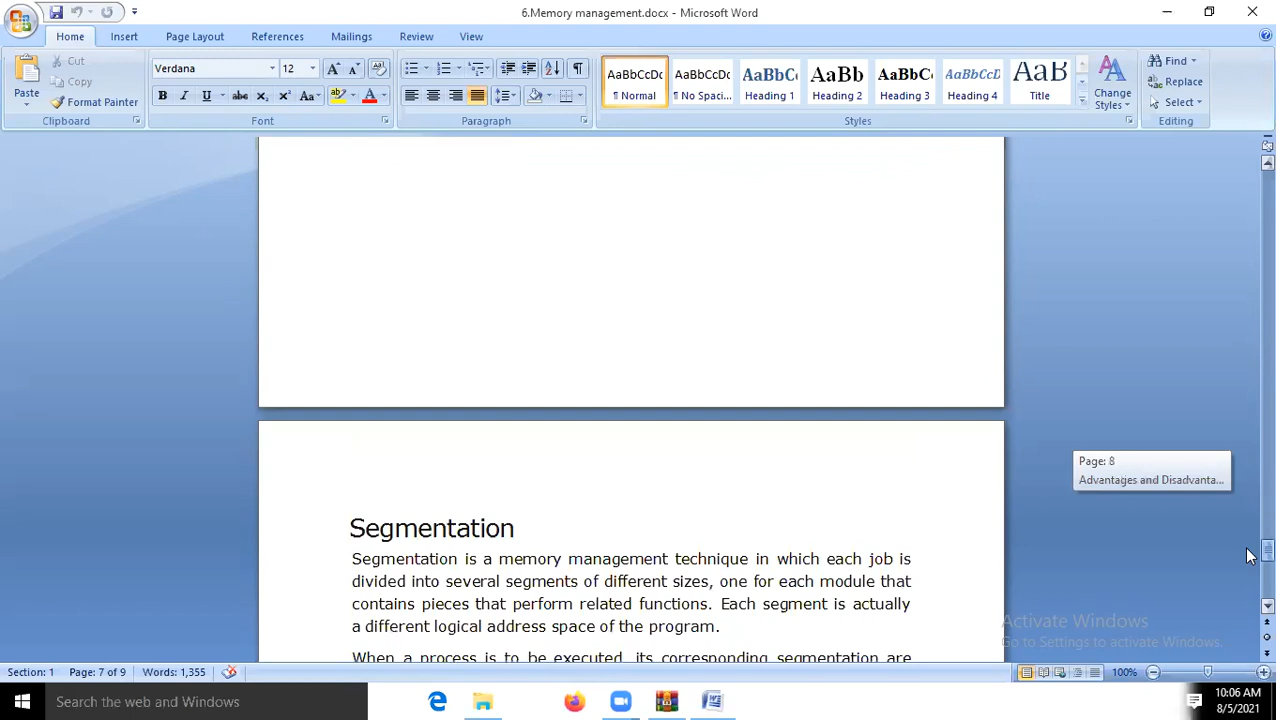 6.Memory management.docx - Microsoft Word
Home Insert Page Layout References Mailings Review View
Paste
Cut
Copy
Format Painter
Clipboard
Verdana 12
B I U abc x₂ x² Aa
Font
Paragraph
AaBbCcDc AaBbCcDc AaBbC AaBb AaBbC AaBbCcD AaB
¶ Normal ¶ No Spaci... Heading 1 Heading 2 Heading 3 Heading 4 Title
Change Styles
Styles
Find
Replace
Select
Editing
Page: 8
Advantages and Disadvanta...
Segmentation
Segmentation is a memory management technique in which each job is
divided into several segments of different sizes, one for each module that
contains pieces that perform related functions. Each segment is actually
a different logical address space of the program.
When a process is to be executed, its corresponding segmentation are
Activate Windows
Go to Settings to activate Windows.
Section: 1 Page: 7 of 9 Words: 1,355 100%
Search the web and Windows
10:06 AM
8/5/2021